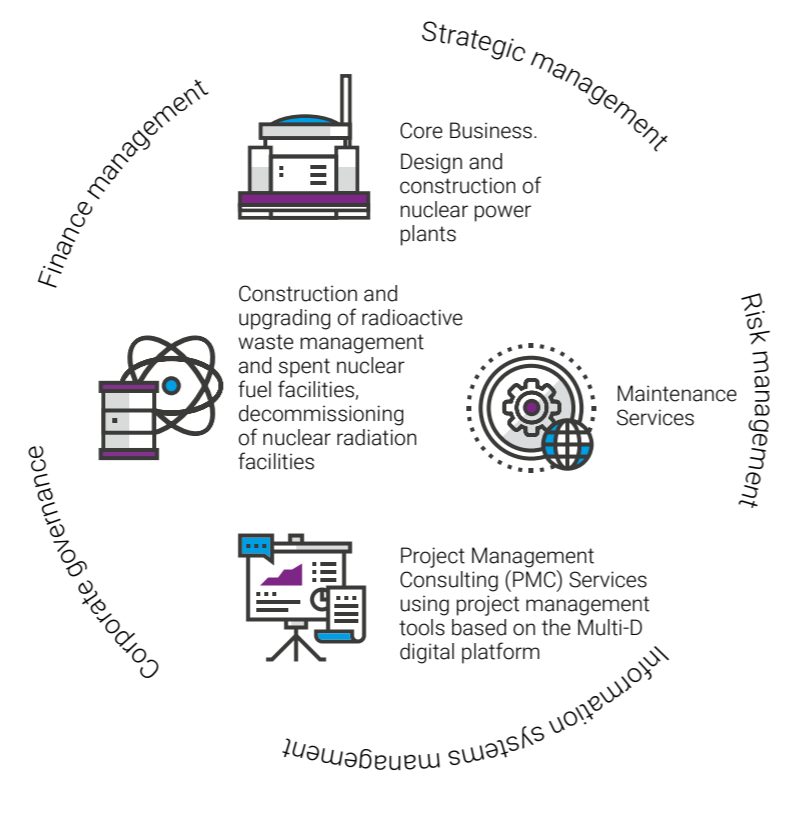 Strategic management
Finance management
Core Business.
Design and
construction of
nuclear power
plants
Risk management
Construction and
upgrading of radioactive
waste management
and spent nuclear
fuel facilities,
decommissioning
of nuclear radiation
facilities
Maintenance
Services
Corporate governance
Project Management
Consulting (PMC) Services
using project management
tools based on the Multi-D
digital platform
Information systems management